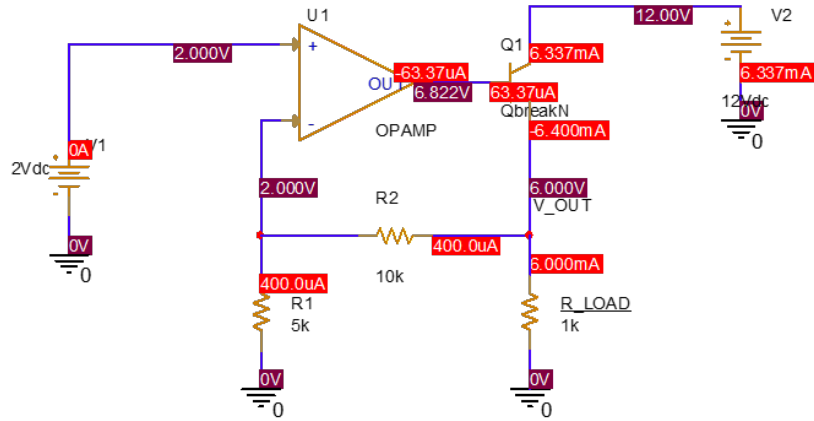 U1
V2
12.00V
2.000V
+
Q1
6.337mA
-63.37uA
OUT
6.822V
63.37uA
6.337mA
QbreakN
12Vdc
-
OPAMP
-6.400mA
0V
0
0A
V1
2Vdc
2.000V
R2
6.000V
V_OUT
0V
0
400.0uA
10k
6.000mA
400.0uA
R1
5k
R_LOAD
1k
0V
0
0V
0